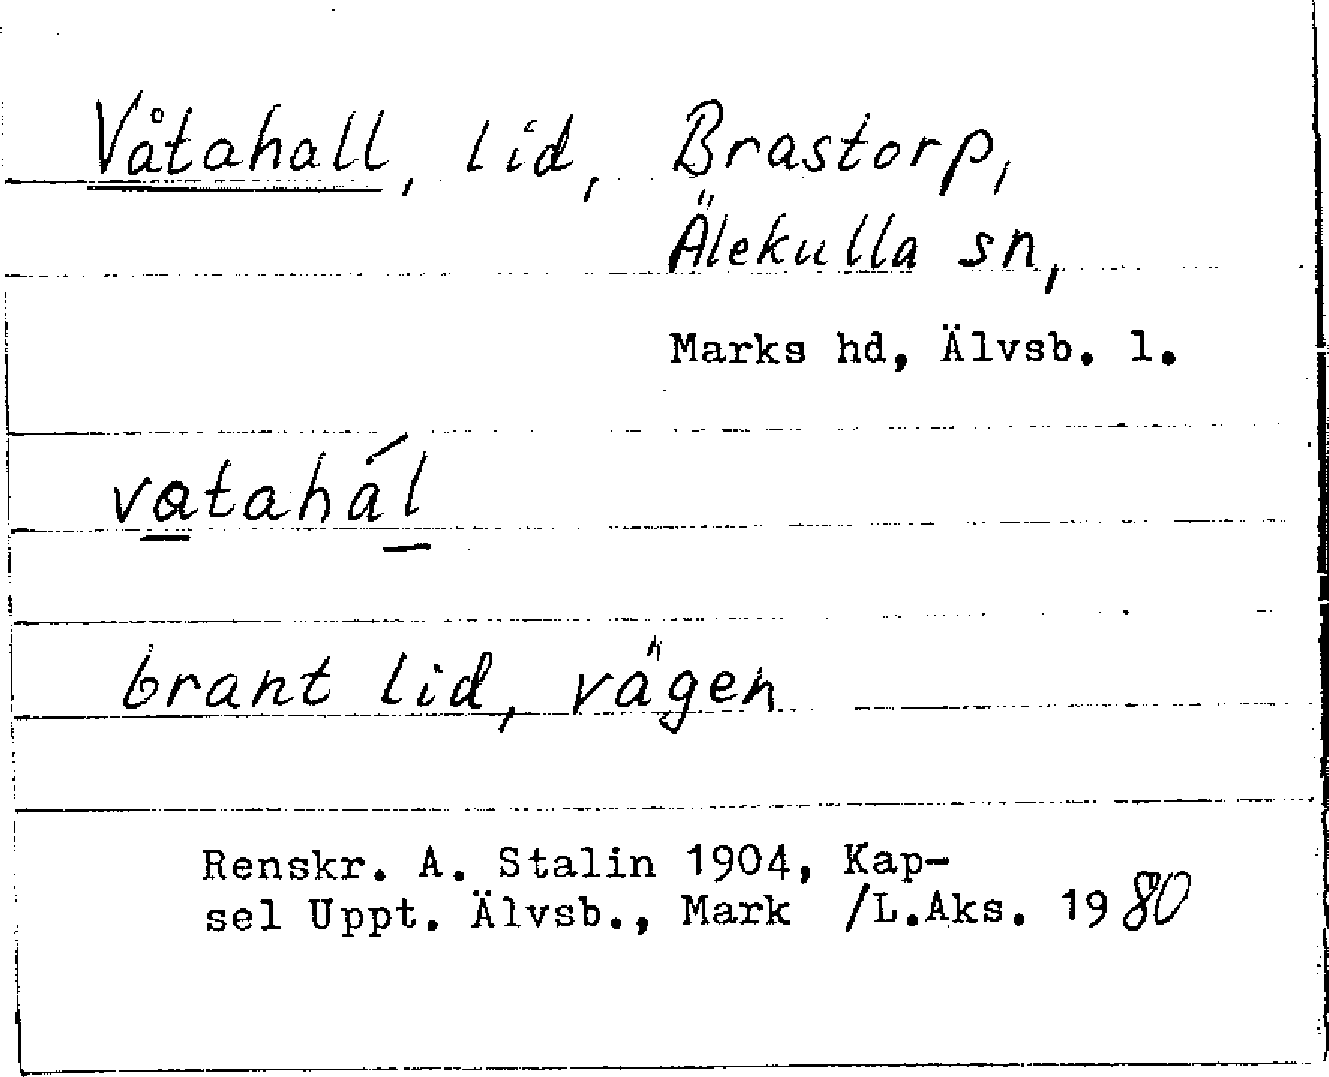 Våtahall, lid, Brastorp,
Älekulla sn,
Marks hd, Älvsb. l.
vatahál
brant lid, vägen
Renskr. A. Stalin 1904, Kap-
sel Uppt. Älvsb., Mark /L.Aks. 1980